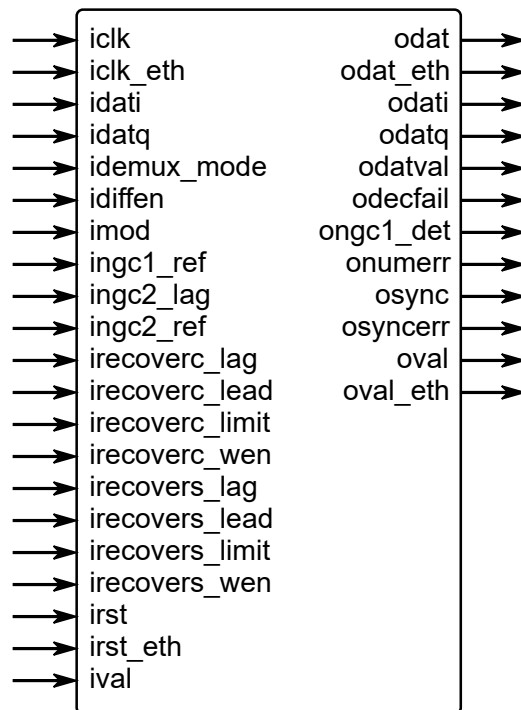 iclk odat
iclk_eth odat_eth
idati odati
idatq odatq
idemux_mode odatval
idiffen odecfail
imod ongc1_det
ingc1_ref onumerr
ingc2_lag osync
ingc2_ref osyncerr
irecoverc_lag oval
irecoverc_lead oval_eth
irecoverc_limit
irecoverc_wen
irecovers_lag
irecovers_lead
irecovers_limit
irecovers_wen
irst
irst_eth
ival